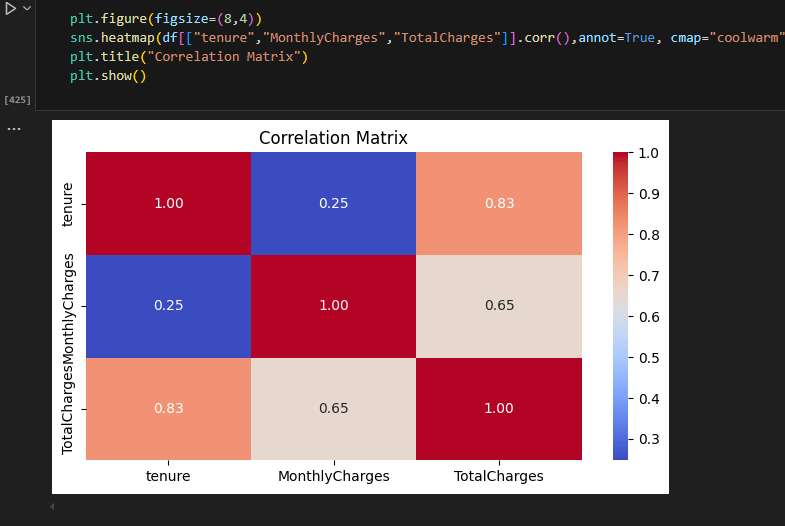 plt.figure(figsize=(8,4))
sns.heatmap(df[["tenure","MonthlyCharges","TotalCharges"]].corr(),annot=True, cmap="coolwarm"
plt.title("Correlation Matrix")
plt.show()
[425]
...
Correlation Matrix
tenure
1.00 0.25 0.83
MonthlyCharges
0.25 1.00 0.65
TotalCharges
0.83 0.65 1.00
tenure MonthlyCharges TotalCharges
1.0
0.9
0.8
0.7
0.6
0.5
0.4
0.3